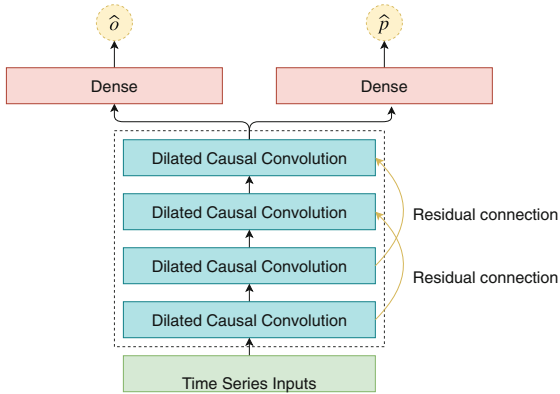 ô p̂
Dense Dense
Dilated Causal Convolution
Dilated Causal Convolution
Residual connection
Dilated Causal Convolution
Residual connection
Dilated Causal Convolution
Time Series Inputs